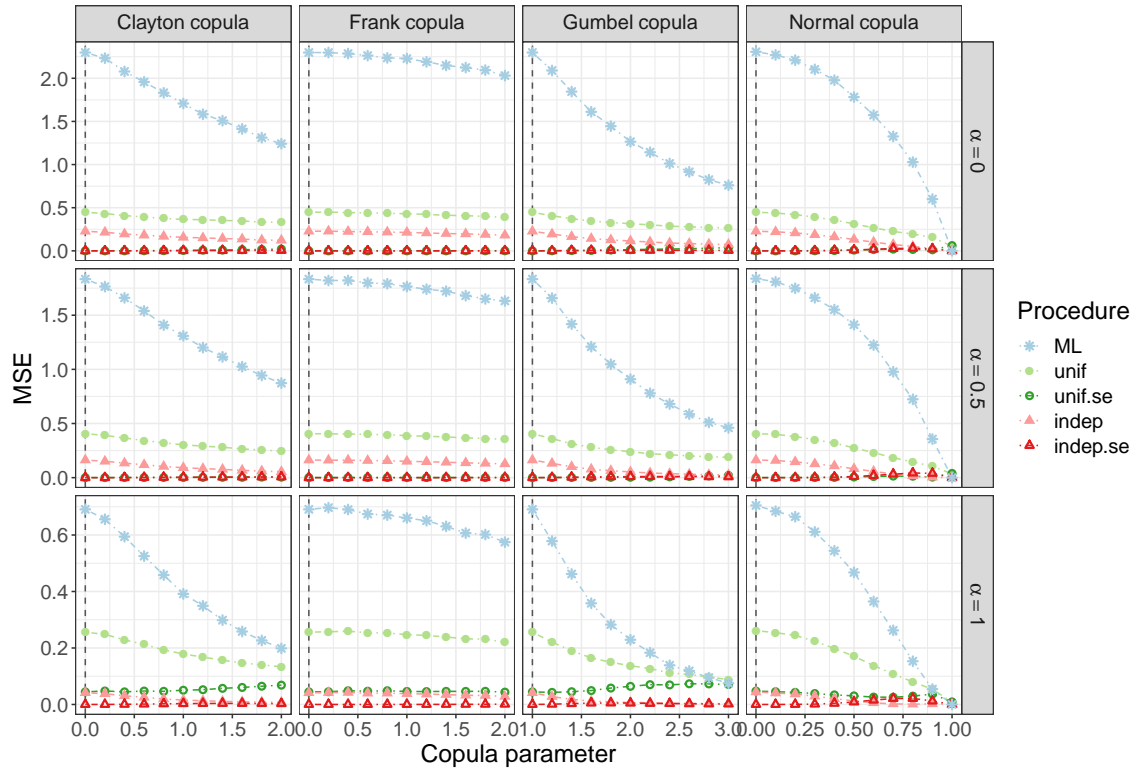 Clayton copula Frank copula Gumbel copula Normal copula
2.0
1.5
1.0
0.5
0.0
α = 0
1.5
1.0
0.5
0.0
α = 0.5
0.6
0.4
0.2
0.0
α = 1
0.0 0.5 1.0 1.5 2.0 0.0 0.5 1.0 1.5 2.0 1.0 1.5 2.0 2.5 3.0 0.00 0.25 0.50 0.75 1.00
MSE
Copula parameter
Procedure
ML
unif
unif.se
indep
indep.se